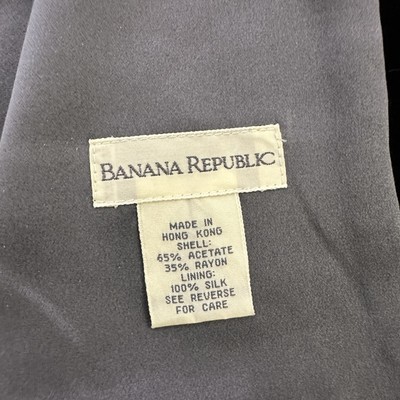 BANANA REPUBLIC
MADE IN
HONG KONG
SHELL:
65% ACETATE
35% RAYON
LINING:
100% SILK
SEE REVERSE
FOR CARE